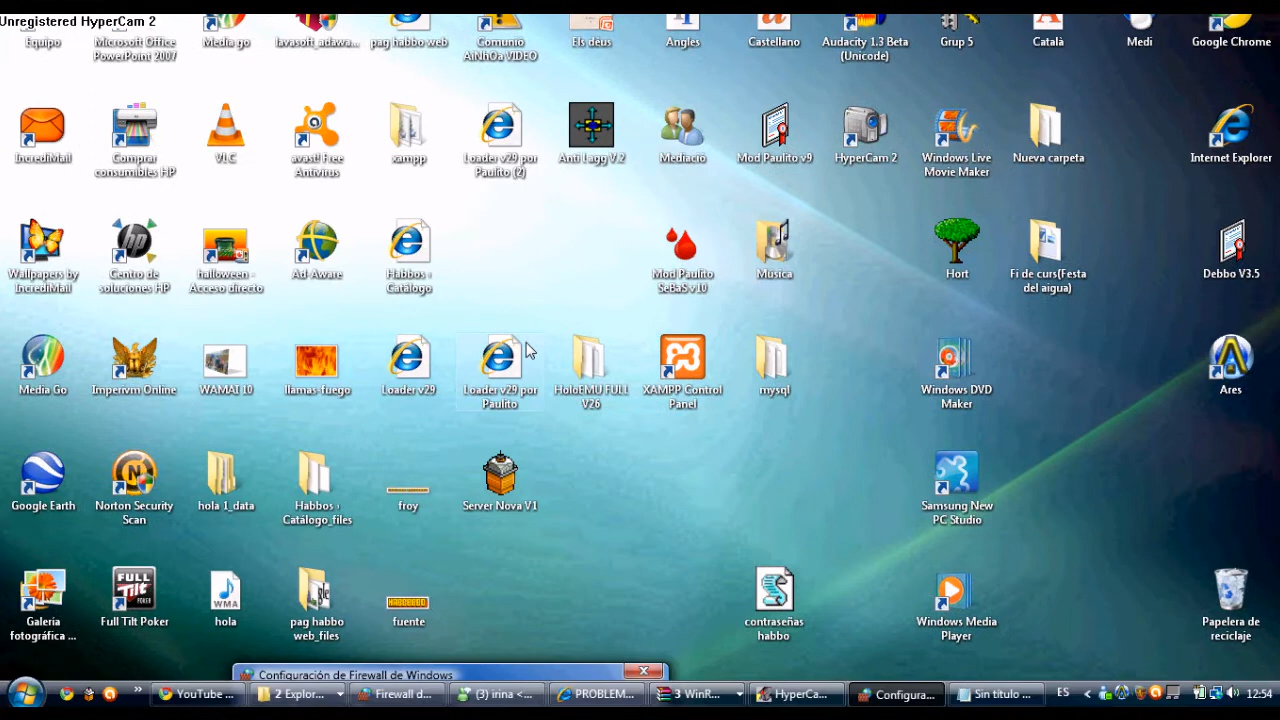 Unregistered HyperCam 2
Equipo
Microsoft Office
PowerPoint 2007
Media go
lavasoft_adawa...
pag habbo web
Comunio
AiNhOa VIDEO
Els deus
Angles
Castellano
Audacity 1.3 Beta
(Unicode)
Grup 5
Català
Medi
Google Chrome
IncrediMail
Comprar
consumibles HP
VLC
avast! Free
Antivirus
xampp
Loader v29 por
Paulito (2)
Anti Lagg V.2
Mediació
Mod Paulito v9
HyperCam 2
Windows Live
Movie Maker
Nueva carpeta
Internet Explorer
Wallpapers by
IncrediMail
Centro de
soluciones HP
halloween -
Acceso directo
Ad-Aware
Habbos ›
Catálogo
Mod Paulito
SeBaS v10
Musica
Hort
Fi de curs(Festa
del aigua)
Debbo V3.5
Media Go
Imperivm Online
WAMAI 10
llamas-fuego
Loader v29
Loader v29 por
Paulito
HoloEMU FULL
V26
XAMPP Control
Panel
mysql
Windows DVD
Maker
Ares
Google Earth
Norton Security
Scan
hola 1_data
Habbos ›
Catálogo_files
froy
Server Nova V1
Samsung New
PC Studio
WMA
FULL
TILT
POKER
Galeria
fotográfica ...
Full Tilt Poker
hola
pag habbo
web_files
fuente
contraseñas
habbo
Windows Media
Player
Papelera de
reciclaje
Configuración de Firewall de Windows
YouTube ...
2 Explor...
Firewall d...
(3) irina <...
PROBLEM...
3 WinR...
HyperCa...
Configura...
Sin título ...
ES
12:54